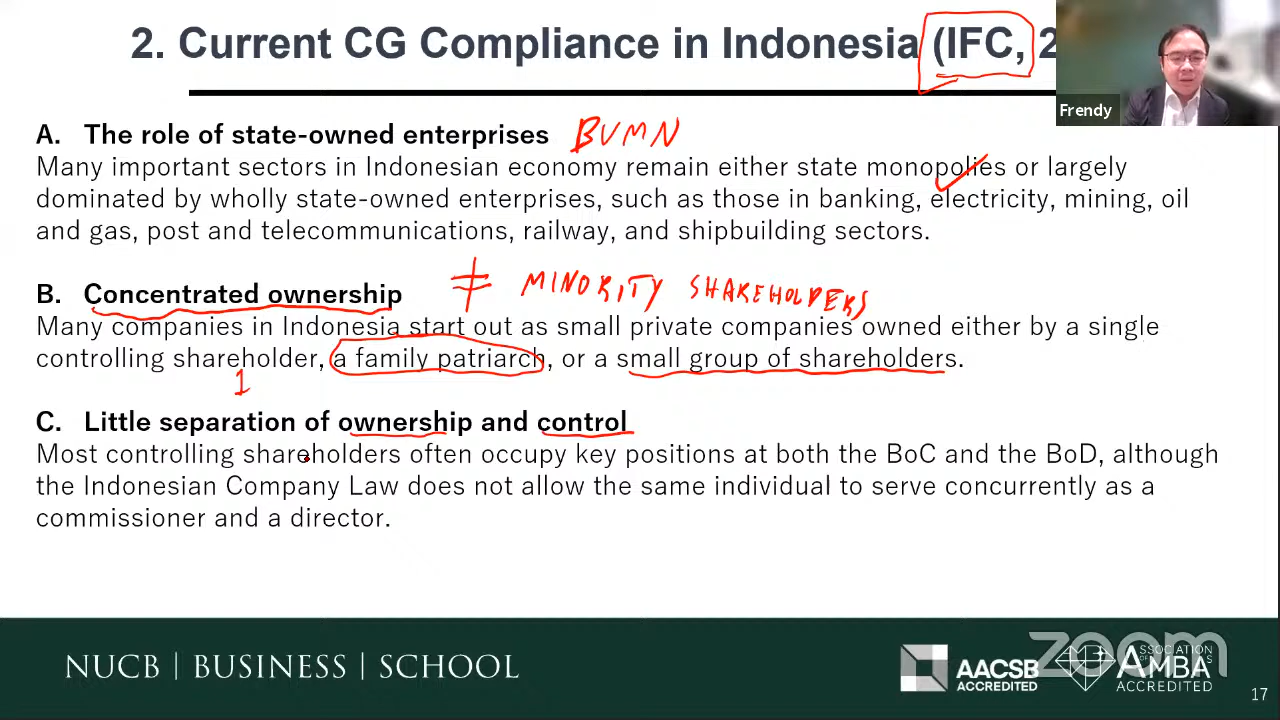 2. Current CG Compliance in Indonesia (IFC, 2
Frendy
A. The role of state-owned enterprises BUMN
Many important sectors in Indonesian economy remain either state monopolies or largely
dominated by wholly state-owned enterprises, such as those in banking, electricity, mining, oil
and gas, post and telecommunications, railway, and shipbuilding sectors.
B. Concentrated ownership ≠ MINORITY SHAREHOLDERS
Many companies in Indonesia start out as small private companies owned either by a single
controlling shareholder, a family patriarch, or a small group of shareholders.
1
C. Little separation of ownership and control
Most controlling shareholders often occupy key positions at both the BoC and the BoD, although
the Indonesian Company Law does not allow the same individual to serve concurrently as a
commissioner and a director.
NUCB | BUSINESS | SCHOOL
AACSB
ACCREDITED
zoom
ASSOCIATION
AMBA
ACCREDITED
17